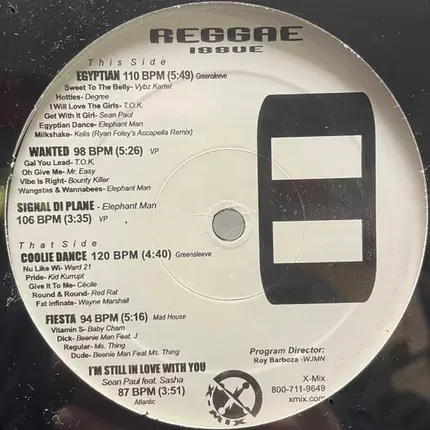 REGGAE
ISSUE
This Side
EGYPTIAN 110 BPM (5:49) Greensleeve
Sweet To The Belly- Vybz Kartel
Hotties- Degree
I Will Love The Girls- T.O.K.
Get With It Girl- Sean Paul
Egyptian Dance- Elephant Man
Milkshake- Kelis (Ryan Foley's Accapella Remix)
WANTED 98 BPM (5:26) VP
Gal You Lead- T.O.K.
Oh Give Me- Mr. Easy
Vibe is Right- Bounty Killer
Wangstas & Wannabees- Elephant Man
SIGNAL DI PLANE - Elephant Man
106 BPM (3:35) VP
That Side
COOLIE DANCE 120 BPM (4:40) Greensleeve
Nu Like Wi- Ward 21
Pride- Kid Kurrupt
Give It To Me- Cécile
Round & Round- Red Rat
Fat Infinate- Wayne Marshall
FIESTA 94 BPM (5:16) Mad House
Vitamin S- Baby Cham
Dick- Beenie Man Feat. J
Regular- Ms. Thing
Dude- Beenie Man Feat Ms. Thing
I'M STILL IN LOVE WITH YOU
Sean Paul feat. Sasha
87 BPM (3:51)
Atlantic
8
X
MIX
Program Director:
Roy Barboza -WJMN
X-Mix
800-711-9649
xmix.com